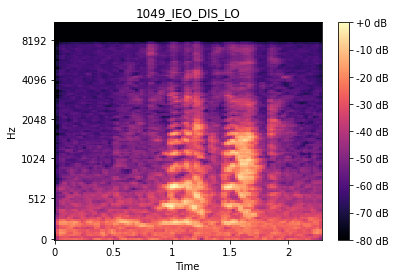 1049_IEO_DIS_LO
+0 dB
8192
-10 dB
4096
-20 dB
-30 dB
2048
Hz
-40 dB
1024
-50 dB
512
-60 dB
-70 dB
0
-80 dB
0 0.5 1 1.5 2
Time